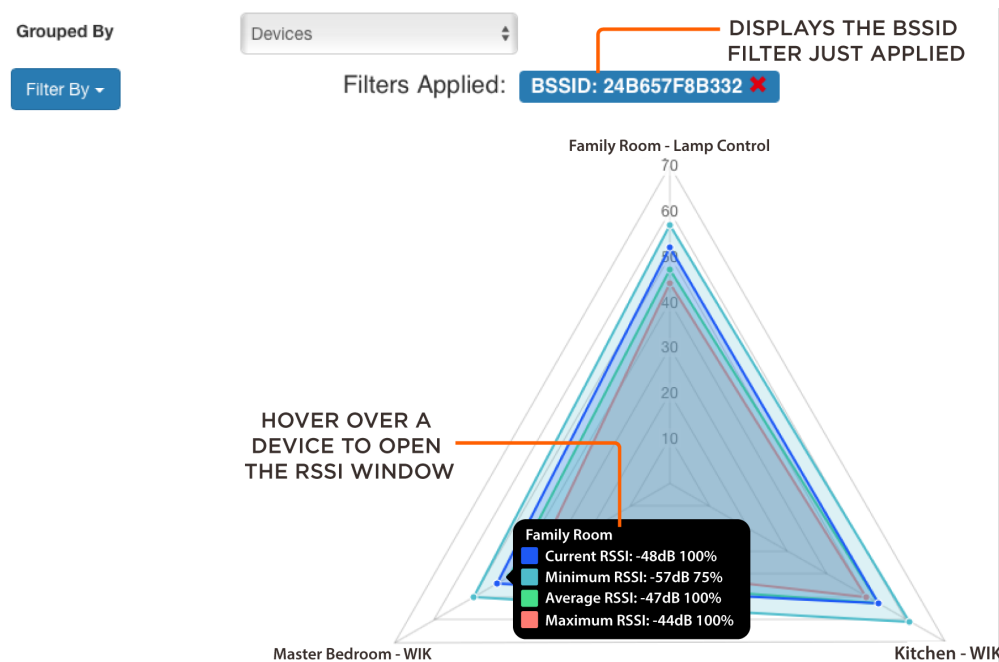 Grouped By
Devices
DISPLAYS THE BSSID
FILTER JUST APPLIED
Filter By
Filters Applied:
BSSID: 24B657F8B332
Family Room - Lamp Control
70
60
50
40
30
20
10
HOVER OVER A
DEVICE TO OPEN
THE RSSI WINDOW
Family Room
Current RSSI: -48dB 100%
Minimum RSSI: -57dB 75%
Average RSSI: -47dB 100%
Maximum RSSI: -44dB 100%
Master Bedroom - WIK
Kitchen - WIK